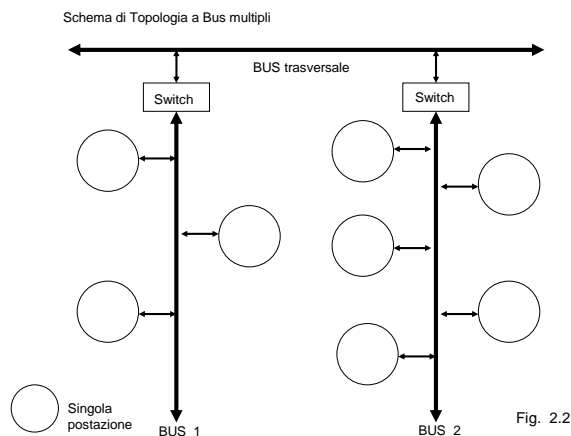 Schema di Topologia a Bus multipli
BUS trasversale
Switch
Switch
Singola
postazione
BUS 1
BUS 2
Fig. 2.2